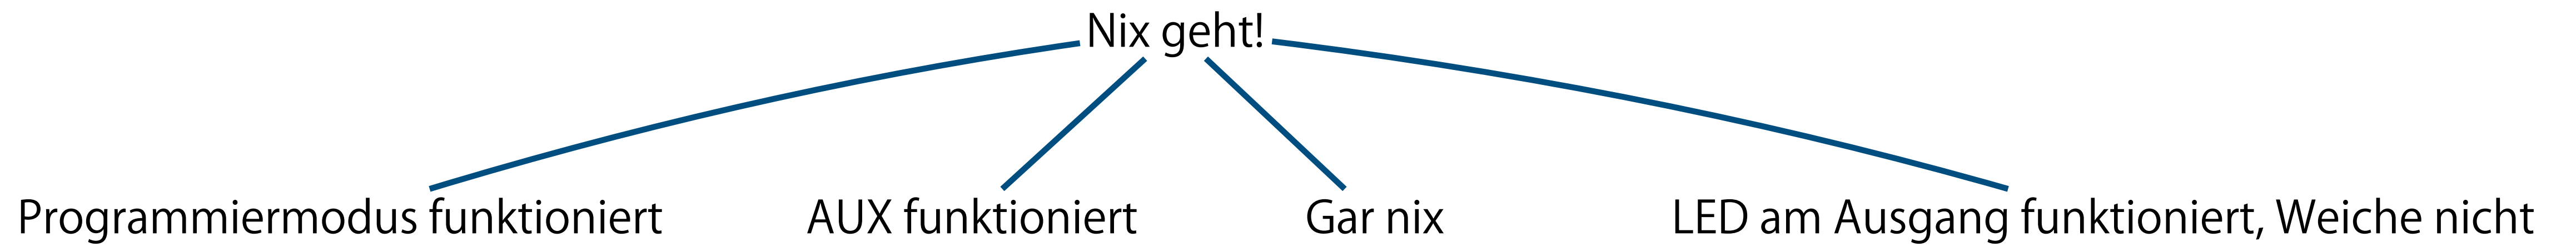 Nix geht!
Programmiermodus funktioniert
AUX funktioniert
Gar nix
LED am Ausgang funktioniert, Weiche nicht